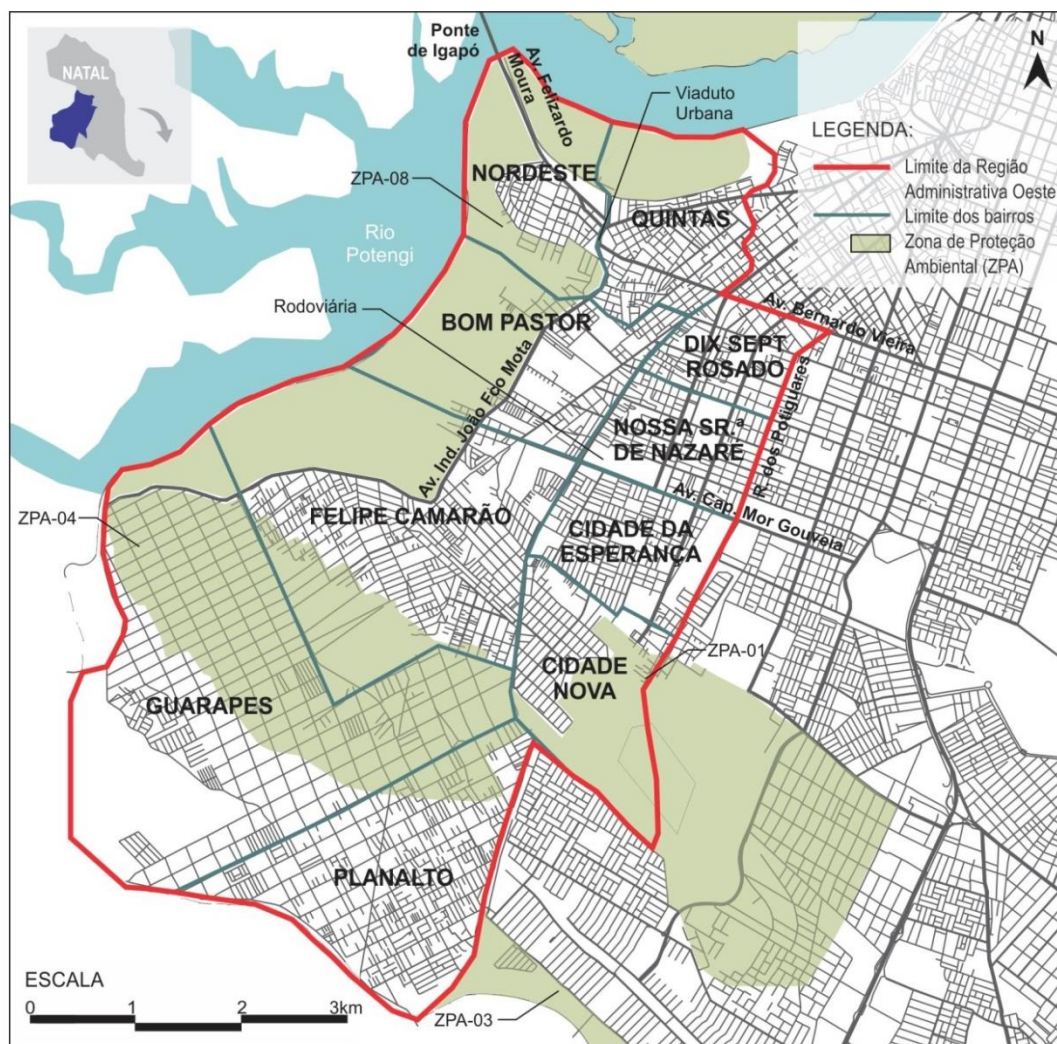 NATAL
Ponte
de Igapó
Av. Felizardo
Moura
Viaduto
Urbana
N
LEGENDA:
Limite da Região
Administrativa Oeste
Limite dos bairros
Zona de Proteção
Ambiental (ZPA)
NORDESTE
ZPA-08
QUINTAS
Rio
Potengi
Rodoviária
BOM PASTOR
Av. Bernardo Vieira
DIX SEPT
ROSADO
Av. Ind. João Fco Mota
NOSSA SR.ª
DE NAZARÉ
R. dos Potiguares
Av. Cap. Mor Gouveia
ZPA-04
FELIPE CAMARÃO
CIDADE DA
ESPERANÇA
ZPA-01
CIDADE
NOVA
GUARAPES
PLANALTO
ESCALA
0 1 2 3km
ZPA-03